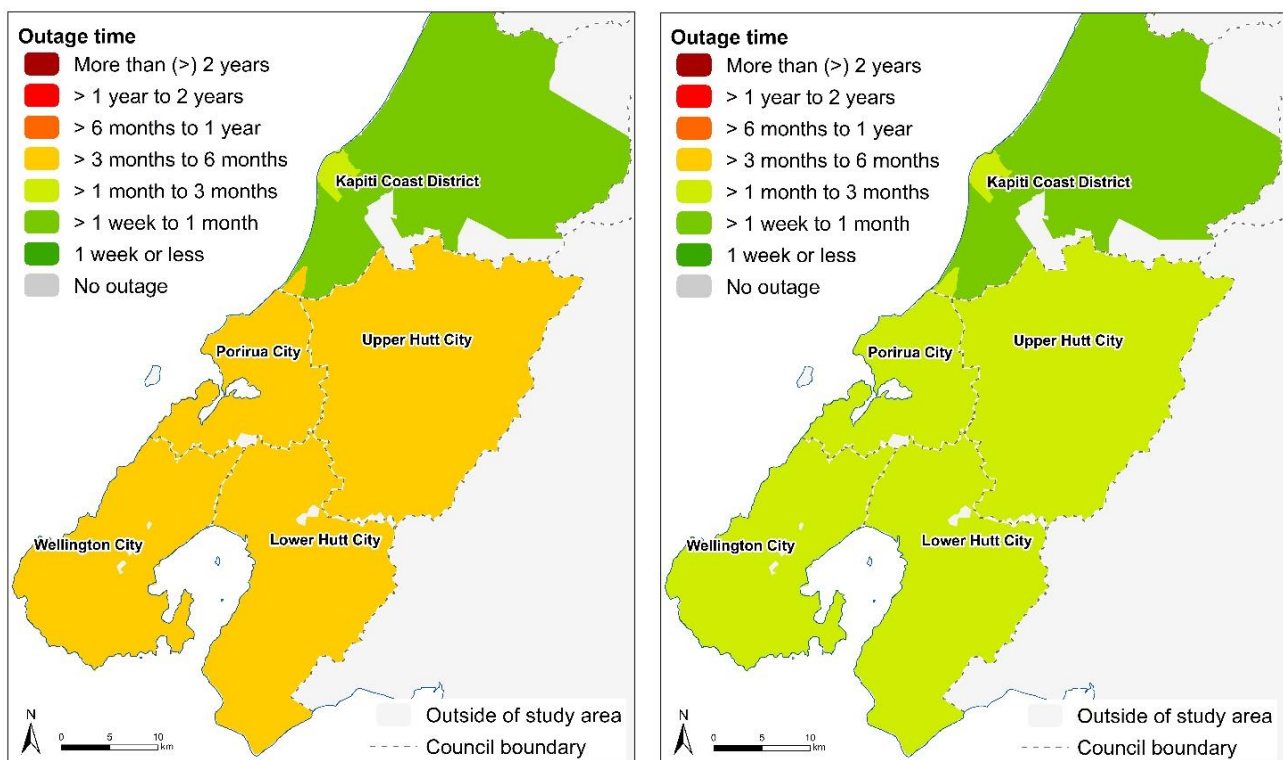 Outage time
More than (>) 2 years
> 1 year to 2 years
> 6 months to 1 year
> 3 months to 6 months
> 1 month to 3 months
> 1 week to 1 month
1 week or less
No outage
Kapiti Coast District
Upper Hutt City
Porirua City
Wellington City
Lower Hutt City
N
0 5 10
km
Outside of study area
Council boundary
Outage time
More than (>) 2 years
> 1 year to 2 years
> 6 months to 1 year
> 3 months to 6 months
> 1 month to 3 months
> 1 week to 1 month
1 week or less
No outage
Kapiti Coast District
Upper Hutt City
Porirua City
Wellington City
Lower Hutt City
N
0 5 10
km
Outside of study area
Council boundary